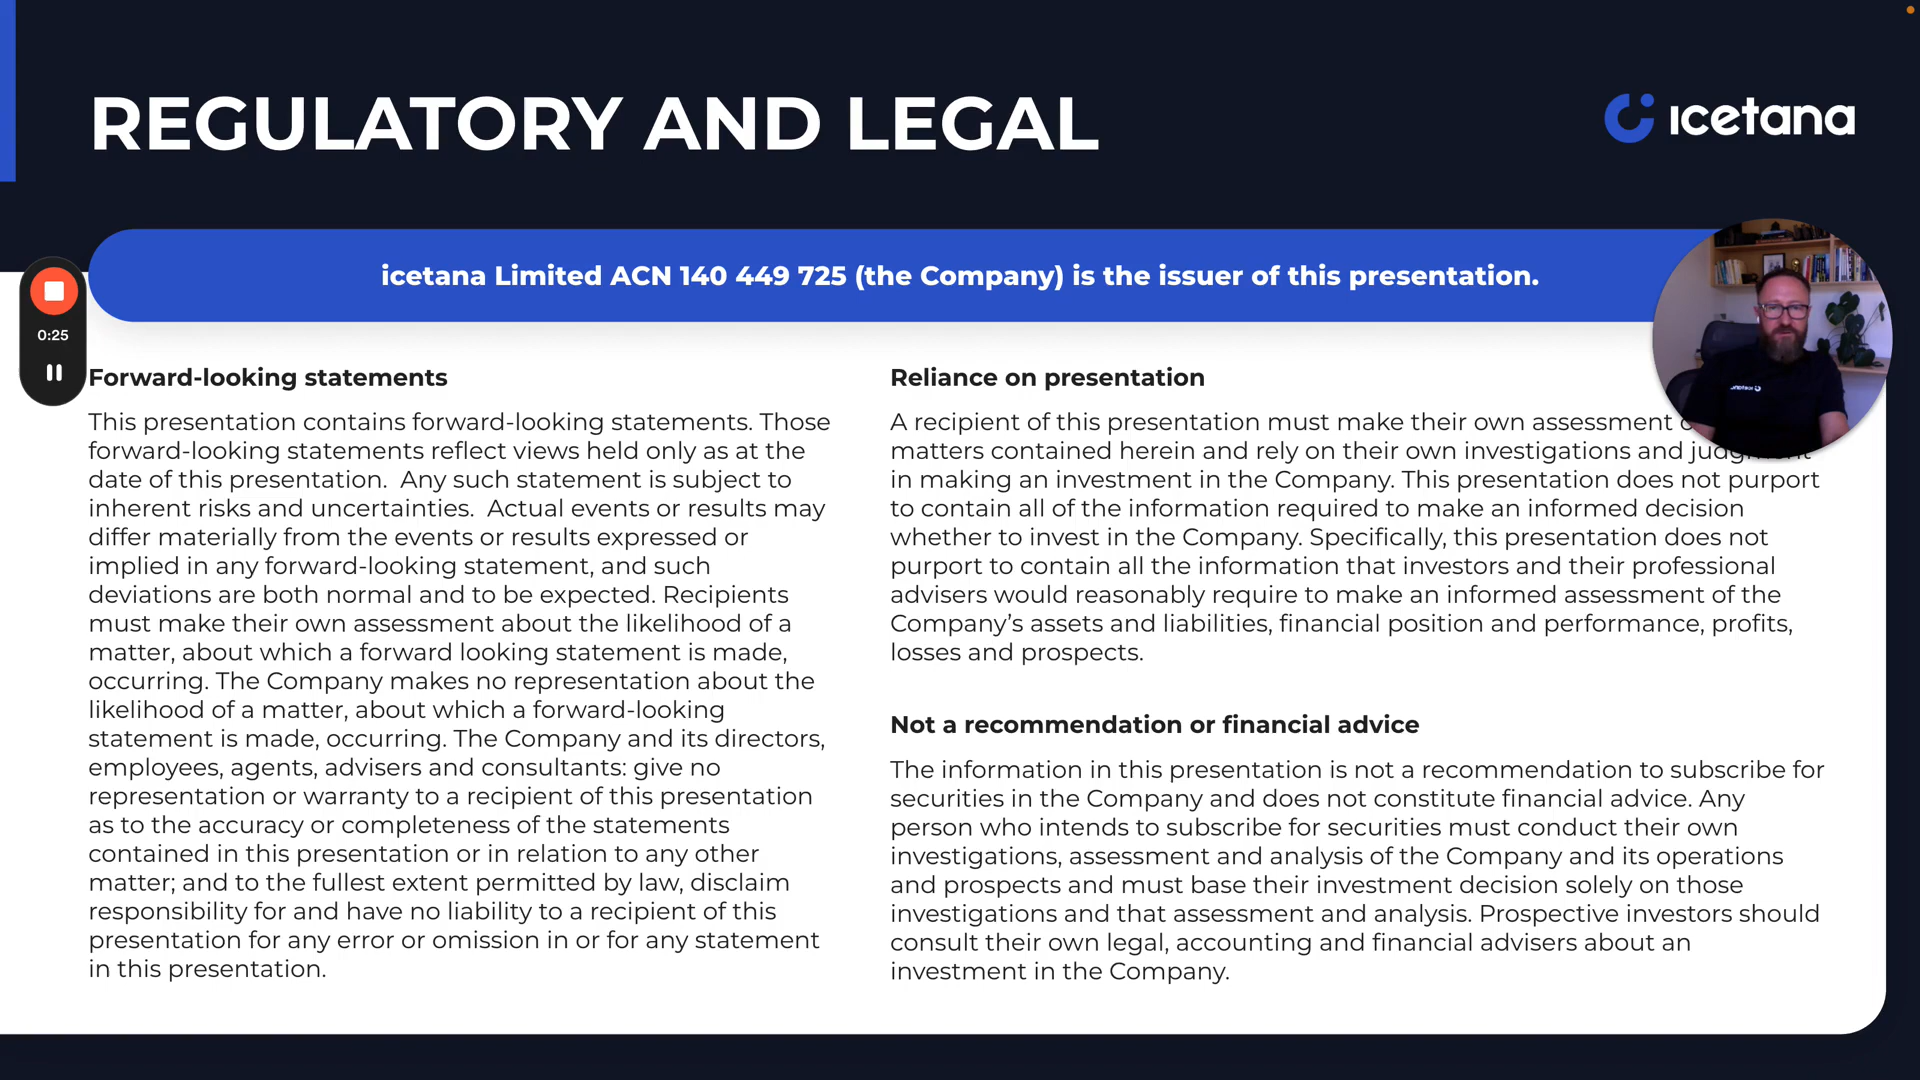 REGULATORY AND LEGAL
icetana
icetana Limited ACN 140 449 725 (the Company) is the issuer of this presentation.
0:25
Forward-looking statements
This presentation contains forward-looking statements. Those
forward-looking statements reflect views held only as at the
date of this presentation.  Any such statement is subject to
inherent risks and uncertainties.  Actual events or results may
differ materially from the events or results expressed or
implied in any forward-looking statement, and such
deviations are both normal and to be expected. Recipients
must make their own assessment about the likelihood of a
matter, about which a forward looking statement is made,
occurring. The Company makes no representation about the
likelihood of a matter, about which a forward-looking
statement is made, occurring. The Company and its directors,
employees, agents, advisers and consultants: give no
representation or warranty to a recipient of this presentation
as to the accuracy or completeness of the statements
contained in this presentation or in relation to any other
matter; and to the fullest extent permitted by law, disclaim
responsibility for and have no liability to a recipient of this
presentation for any error or omission in or for any statement
in this presentation.
Reliance on presentation
A recipient of this presentation must make their own assessment
matters contained herein and rely on their own investigations and judgment
in making an investment in the Company. This presentation does not purport
to contain all of the information required to make an informed decision
whether to invest in the Company. Specifically, this presentation does not
purport to contain all the information that investors and their professional
advisers would reasonably require to make an informed assessment of the
Company’s assets and liabilities, financial position and performance, profits,
losses and prospects.
Not a recommendation or financial advice
The information in this presentation is not a recommendation to subscribe for
securities in the Company and does not constitute financial advice. Any
person who intends to subscribe for securities must conduct their own
investigations, assessment and analysis of the Company and its operations
and prospects and must base their investment decision solely on those
investigations and that assessment and analysis. Prospective investors should
consult their own legal, accounting and financial advisers about an
investment in the Company.